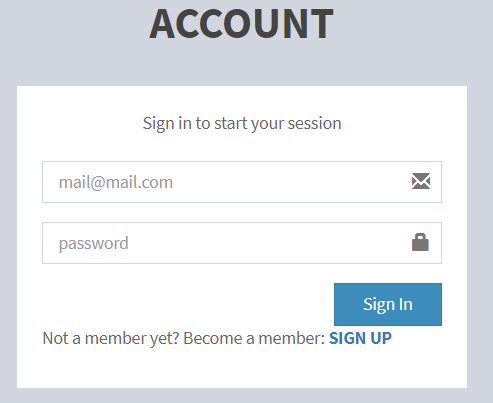 ACCOUNT
Sign in to start your session
mail@mail.com
password
Sign In
Not a member yet? Become a member: SIGN UP